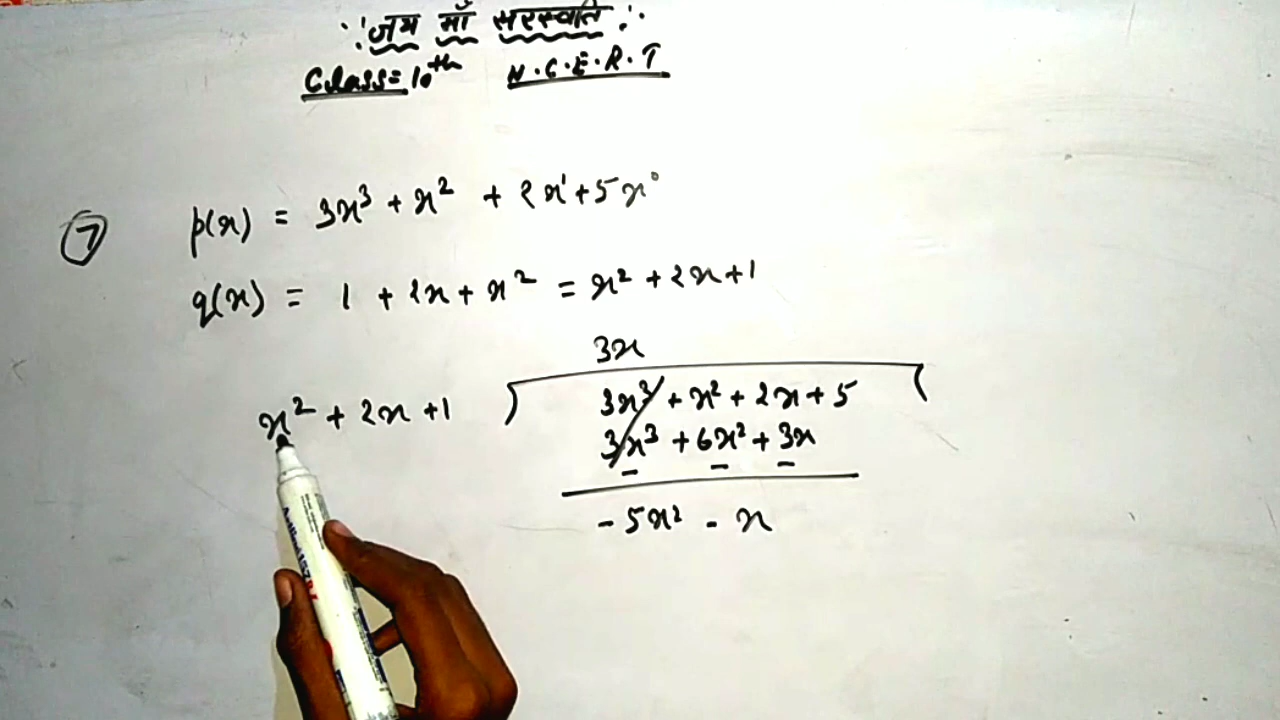 ∴ जय माँ सरस्वति ∴
Class = 10th N.C.E.R.T
7 p(x) = 3x³ + x² + 2x¹ + 5x⁰
q(x) = 1 + 2x + x² = x² + 2x + 1
3x
x² + 2x + 1 ) 3x³ + x² + 2x + 5 (
3x³ + 6x² + 3x
- - -
- 5x² - x